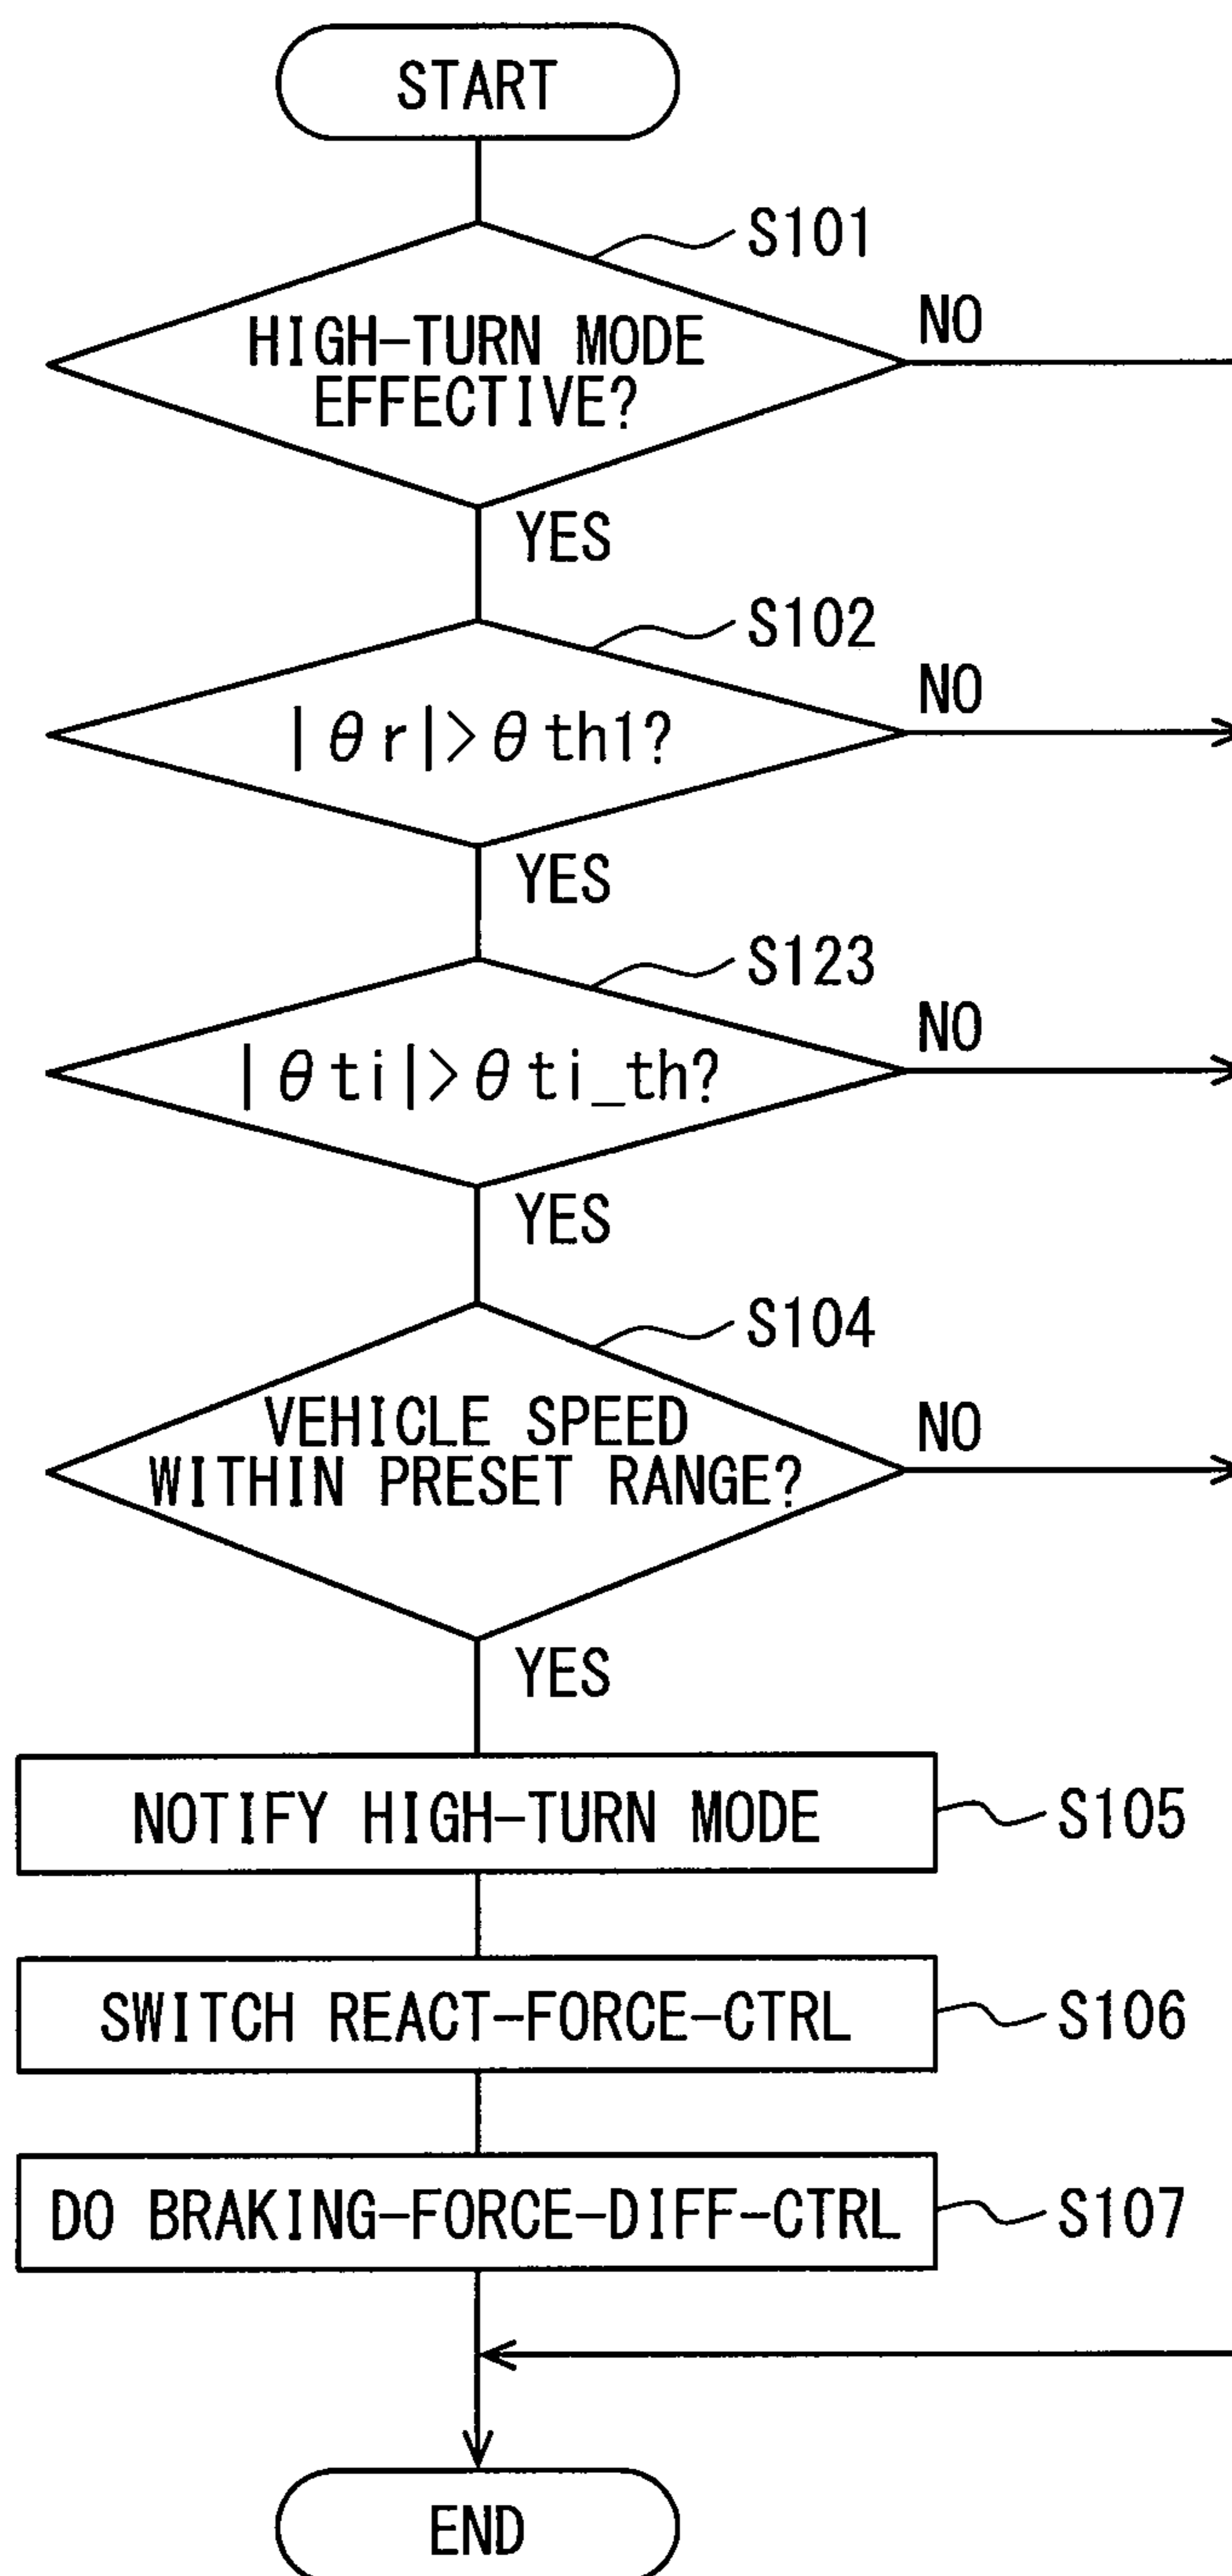 START
S101
HIGH-TURN MODE
EFFECTIVE?
NO
YES
S102
|θr|>θth1?
NO
YES
S123
|θti|>θti_th?
NO
YES
S104
VEHICLE SPEED
WITHIN PRESET RANGE?
NO
YES
NOTIFY HIGH-TURN MODE
S105
SWITCH REACT-FORCE-CTRL
S106
DO BRAKING-FORCE-DIFF-CTRL
S107
END